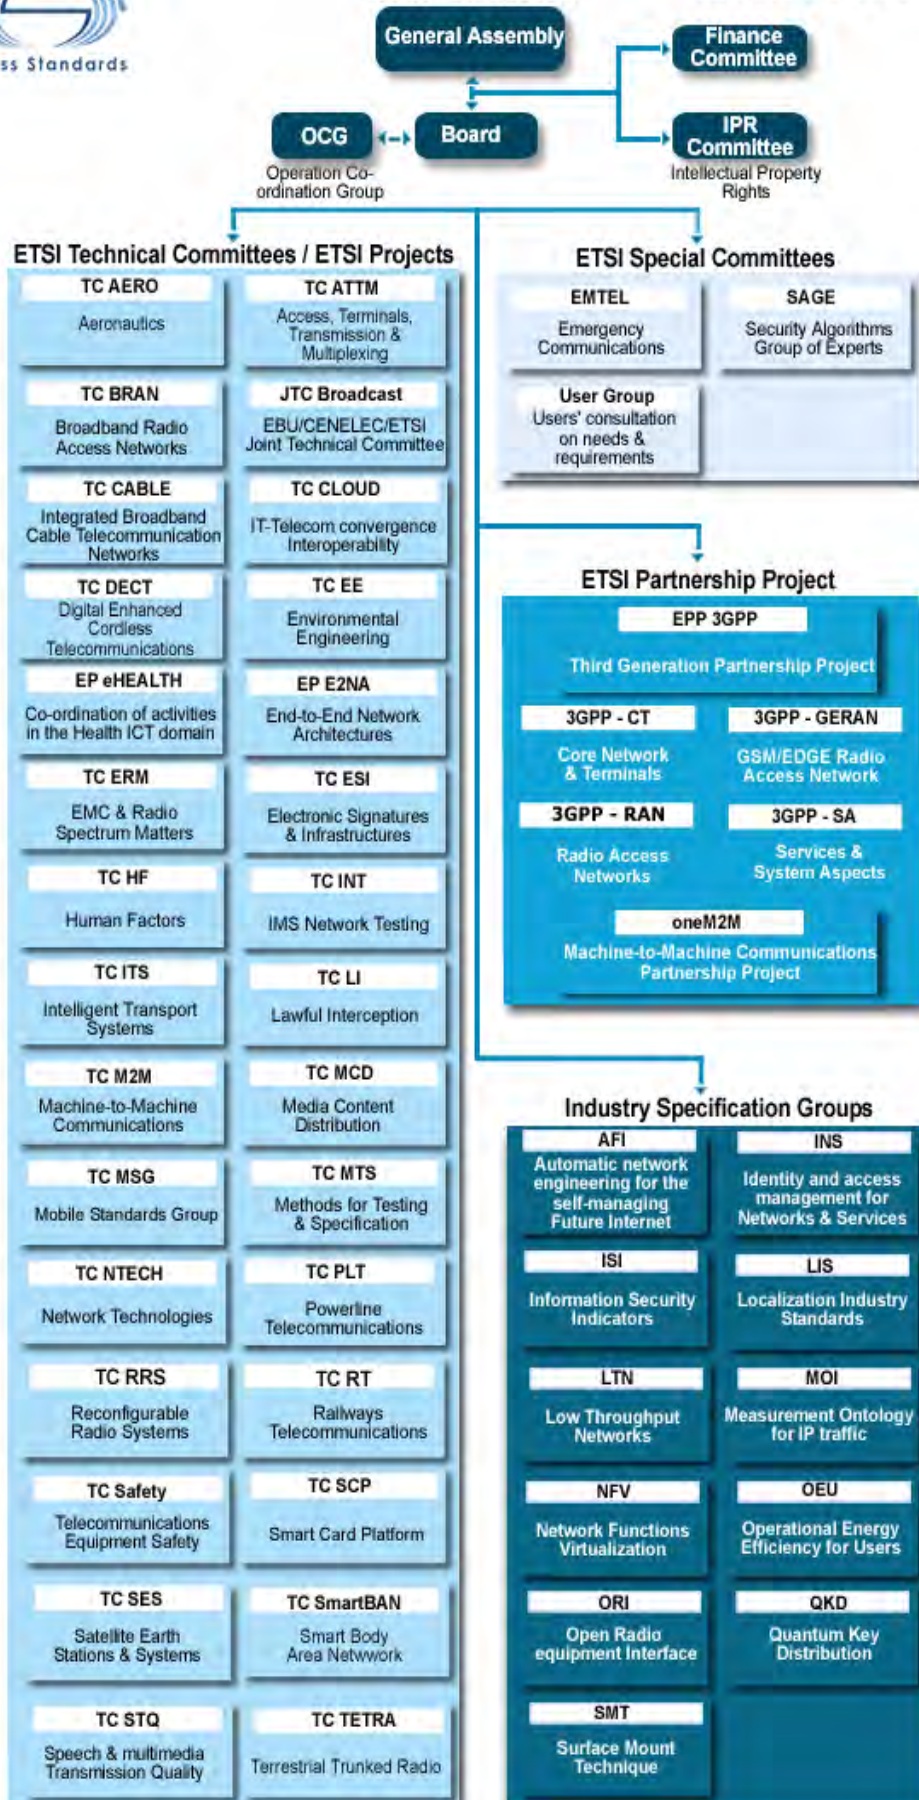 ss Standards
General Assembly
Finance
Committee
OCG
Board
IPR
Committee
Operation Co-
ordination Group
Intellectual Property
Rights
ETSI Technical Committees / ETSI Projects
TC AERO
Aeronautics
TC ATTM
Access, Terminals,
Transmission &
Multiplexing
TC BRAN
Broadband Radio
Access Networks
JTC Broadcast
EBU/CENELEC/ETSI
Joint Technical Committee
TC CABLE
Integrated Broadband
Cable Telecommunication
Networks
TC CLOUD
IT-Telecom convergence
Interoperability
TC DECT
Digital Enhanced
Cordless
Telecommunications
TC EE
Environmental
Engineering
EP eHEALTH
Co-ordination of activities
in the Health ICT domain
EP E2NA
End-to-End Network
Architectures
TC ERM
EMC & Radio
Spectrum Matters
TC ESI
Electronic Signatures
& Infrastructures
TC HF
Human Factors
TC INT
IMS Network Testing
TC ITS
Intelligent Transport
Systems
TC LI
Lawful Interception
TC M2M
Machine-to-Machine
Communications
TC MCD
Media Content
Distribution
TC MSG
Mobile Standards Group
TC MTS
Methods for Testing
& Specification
TC NTECH
Network Technologies
TC PLT
Powerline
Telecommunications
TC RRS
Reconfigurable
Radio Systems
TC RT
Railways
Telecommunications
TC Safety
Telecommunications
Equipment Safety
TC SCP
Smart Card Platform
TC SES
Satellite Earth
Stations & Systems
TC SmartBAN
Smart Body
Area Netwwork
TC STQ
Speech & multimedia
Transmission Quality
TC TETRA
Terrestrial Trunked Radio
ETSI Special Committees
EMTEL
Emergency
Communications
SAGE
Security Algorithms
Group of Experts
User Group
Users' consultation
on needs &
requirements
ETSI Partnership Project
EPP 3GPP
Third Generation Partnership Project
3GPP - CT
Core Network
& Terminals
3GPP - GERAN
GSM/EDGE Radio
Access Network
3GPP - RAN
Radio Access
Networks
3GPP - SA
Services &
System Aspects
oneM2M
Machine-to-Machine Communications
Partnership Project
Industry Specification Groups
AFI
Automatic network
engineering for the
self-managing
Future Internet
INS
Identity and access
management for
Networks & Services
ISI
Information Security
Indicators
LIS
Localization Industry
Standards
LTN
Low Throughput
Networks
MOI
Measurement Ontology
for IP traffic
NFV
Network Functions
Virtualization
OEU
Operational Energy
Efficiency for Users
ORI
Open Radio
equipment Interface
QKD
Quantum Key
Distribution
SMT
Surface Mount
Technique